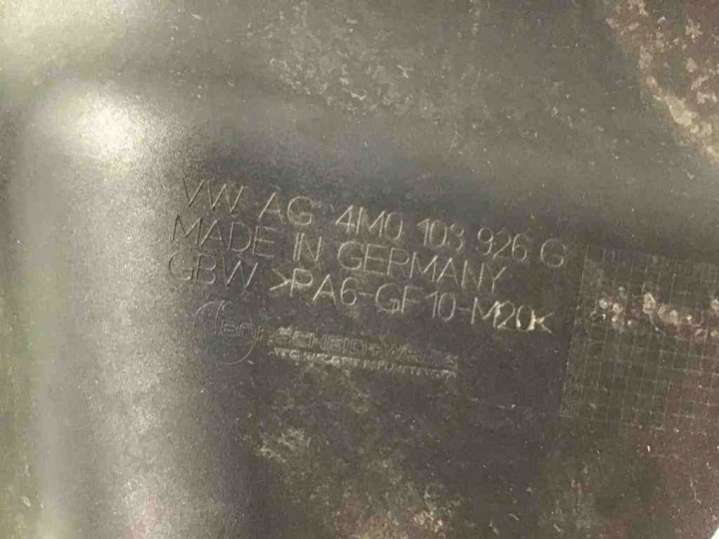 VW AG 4M0 103 926 G
MADE IN GERMANY
GBW >PA6-GF10-M20<